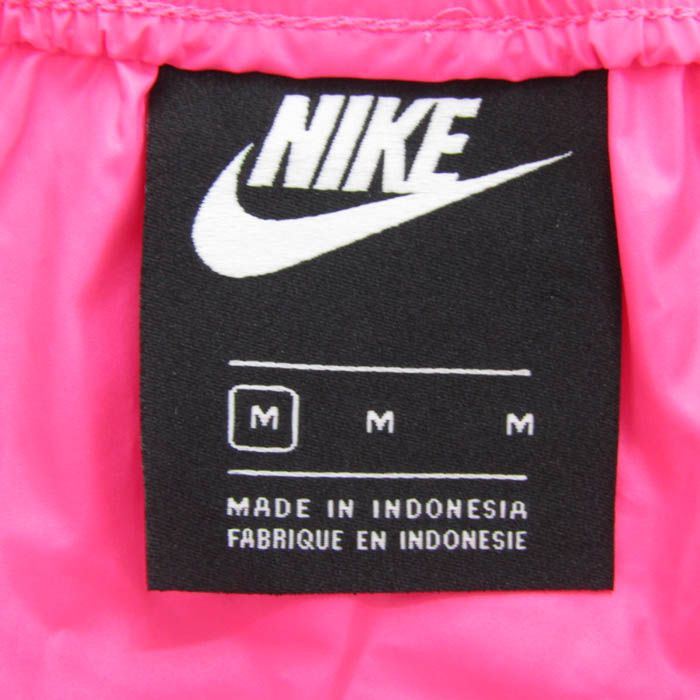 NIKE
M M M
MADE IN INDONESIA
FABRIQUE EN INDONESIE